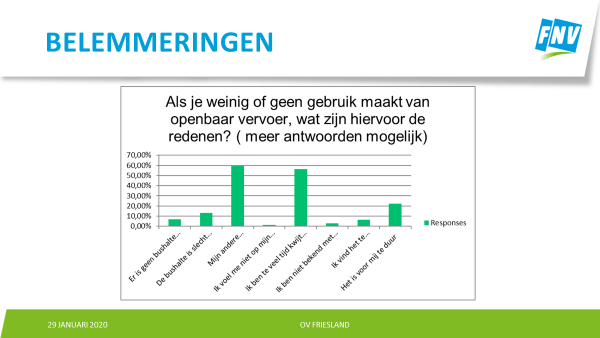 BELEMMERINGEN
FNV
Als je weinig of geen gebruik maakt van
openbaar vervoer, wat zijn hiervoor de
redenen? ( meer antwoorden mogelijk)
70,00%
60,00%
50,00%
40,00%
30,00%
20,00%
10,00%
0,00%
Er is geen bushalte…
De bushalte is slecht…
Mijn andere…
Ik voel me niet op mijn…
Ik ben te veel tijd kwijt…
Ik ben niet bekend met…
Ik vind het te…
Het is voor mij te duur
Responses
29 JANUARI 2020
OV FRIESLAND